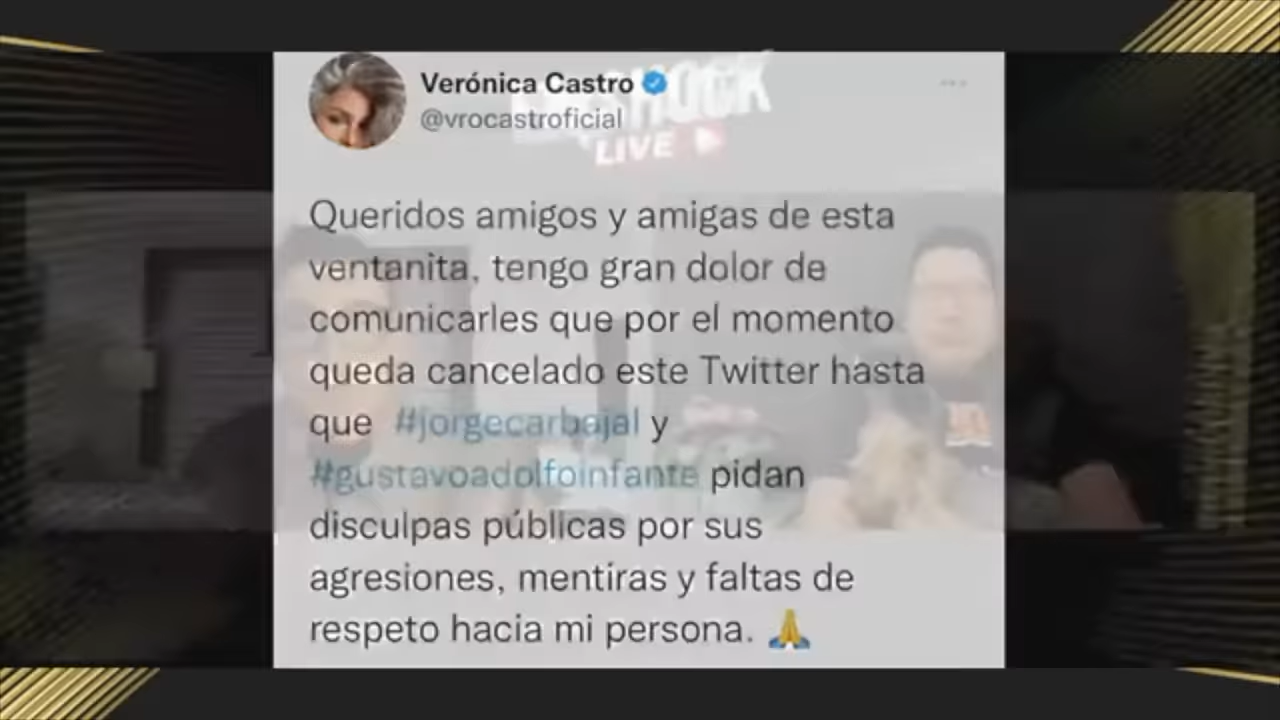 Verónica Castro
@vrocastroficial
LIVE
Queridos amigos y amigas de esta
ventanita, tengo gran dolor de
comunicarles que por el momento
queda cancelado este Twitter hasta
que #jorgecarbajal y
#gustavoadolfoinfante pidan
disculpas públicas por sus
agresiones, mentiras y faltas de
respeto hacia mi persona. 🙏